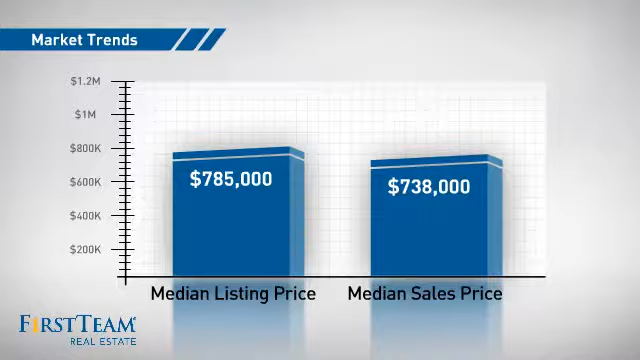 Market Trends
$1.2M
$1M
$800K
$600K
$400K
$200K
$785,000
$738,000
Median Listing Price
Median Sales Price
FIRSTTEAM®
REAL ESTATE